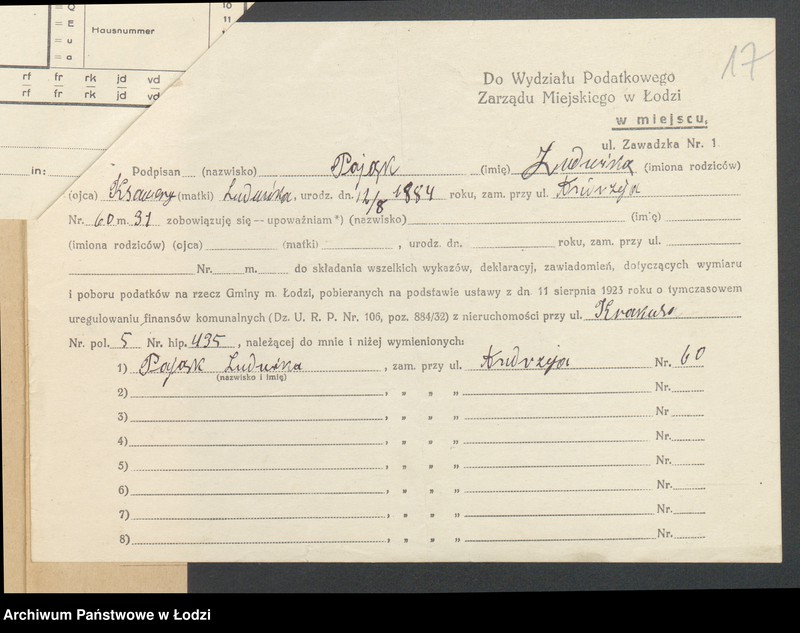 Q
E
u
a
Hausnummer
10
11
rf fr rk jd vd
rf fr rk jd vd
in:
17
Do Wydziału Podatkowego
Zarządu Miejskiego w Łodzi
w miejscu,
ul. Zawadzka Nr. 1
Podpisan (nazwisko) Pająk (imię) Ludwika (imiona rodziców)
(ojca) (matki) Ludwika, urodz. dn. 12/8 1884 roku, zam. przy ul. Andrzeja
Nr. 60 m. 31 zobowiązuję się — upoważniam *) (nazwisko) (imię)
(imiona rodziców) (ojca) (matki) , urodz. dn. roku, zam. przy ul.
Nr. m. do składania wszelkich wykazów, deklaracyj, zawiadomień, dotyczących wymiaru
i poboru podatków na rzecz Gminy m. Łodzi, pobieranych na podstawie ustawy z dn. 11 sierpnia 1923 roku o tymczasowem
uregulowaniu finansów komunalnych (Dz. U. R. P. Nr. 106, poz. 884/32) z nieruchomości przy ul. Krakusa
Nr. pol. 5 Nr. hip. 495, należącej do mnie i niżej wymienionych:
1) Pająk Ludwika , zam. przy ul. Andrzeja Nr. 60
(nazwisko i imię)
2) , „ „ „ Nr.
3) , „ „ „ Nr.
4) , „ „ „ Nr.
5) , „ „ „ Nr.
6) , „ „ „ Nr.
7) , „ „ „ Nr.
8) , „ „ „ Nr.
Archiwum Państwowe w Łodzi